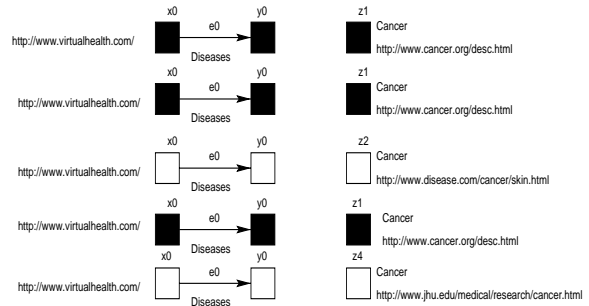 x0 y0 z1
e0 Cancer
http://www.virtualhealth.com/ http://www.cancer.org/desc.html
Diseases
x0 y0 z1
e0 Cancer
http://www.virtualhealth.com/ http://www.cancer.org/desc.html
Diseases
x0 y0 z2
e0 Cancer
http://www.virtualhealth.com/ http://www.disease.com/cancer/skin.html
Diseases
x0 y0 z1
e0 Cancer
http://www.virtualhealth.com/ http://www.cancer.org/desc.html
Diseases
x0 y0 z4
e0 Cancer
http://www.virtualhealth.com/ http://www.jhu.edu/medical/research/cancer.html
Diseases